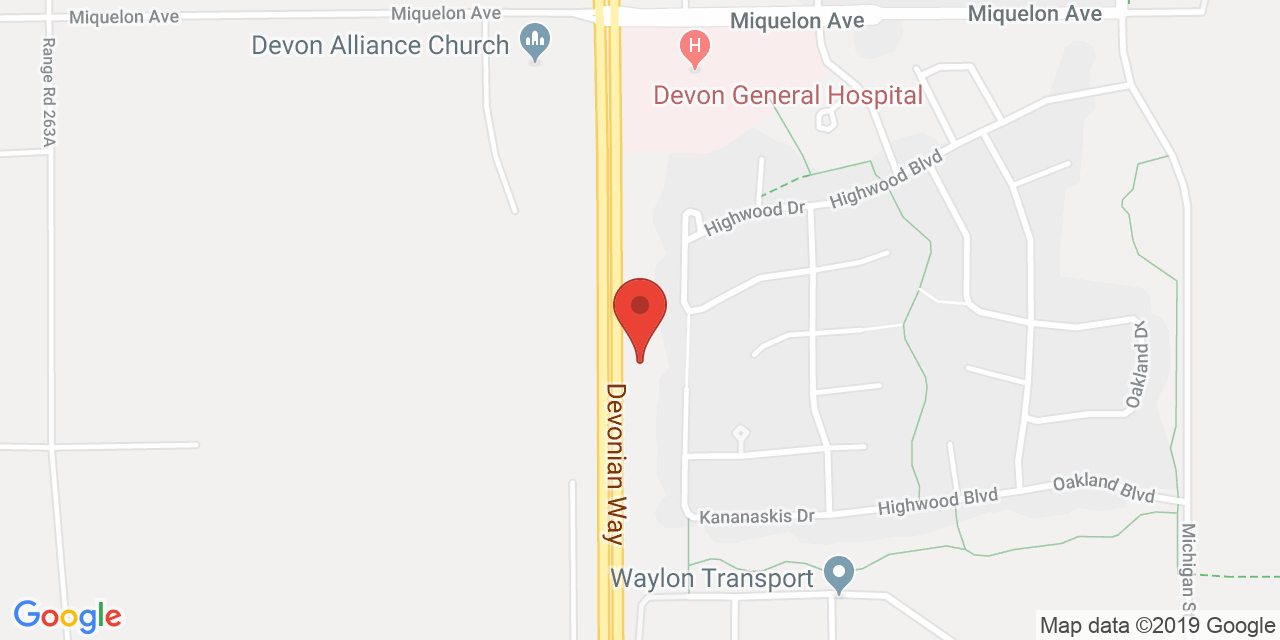 Miquelon Ave
Miquelon Ave
Miquelon Ave
Miquelon Ave
Devon Alliance Church
H
Range Rd 263A
Devon General Hospital
Highwood Blvd
Highwood Dr
Oakland Dr
Devonian Way
Oakland Blvd
Highwood Blvd
Kananaskis Dr
Michigan S
Waylon Transport
Google
Map data ©2019 Google